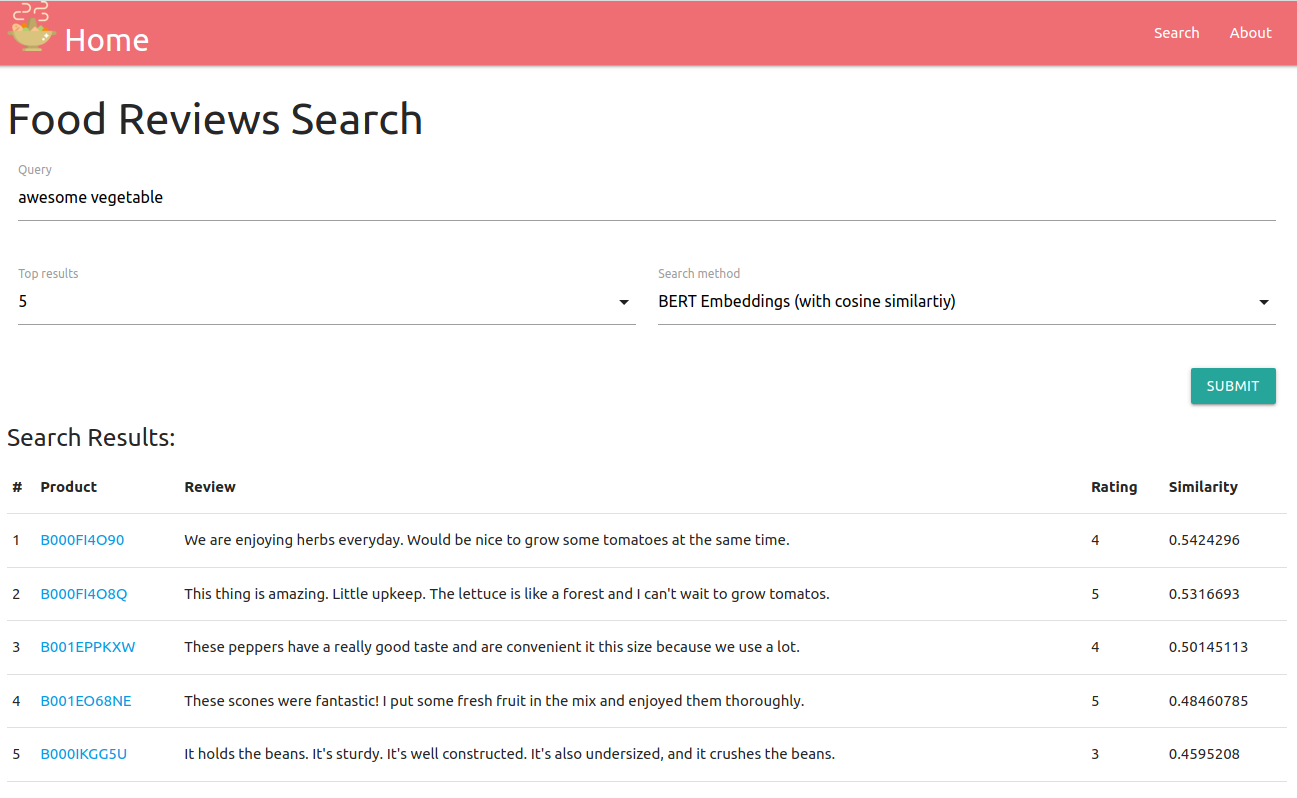 Home
Search About
Food Reviews Search
Query
awesome vegetable
Top results Search method
5 BERT Embeddings (with cosine similartiy)
SUBMIT
Search Results:
# Product Review Rating Similarity
1 B000FI4O90 We are enjoying herbs everyday. Would be nice to grow some tomatoes at the same time. 4 0.5424296
2 B000FI4O8Q This thing is amazing. Little upkeep. The lettuce is like a forest and I can't wait to grow tomatos. 5 0.5316693
3 B001EPPKXW These peppers have a really good taste and are convenient it this size because we use a lot. 4 0.50145113
4 B001EO68NE These scones were fantastic! I put some fresh fruit in the mix and enjoyed them thoroughly. 5 0.48460785
5 B000IKGG5U It holds the beans. It's sturdy. It's well constructed. It's also undersized, and it crushes the beans. 3 0.4595208